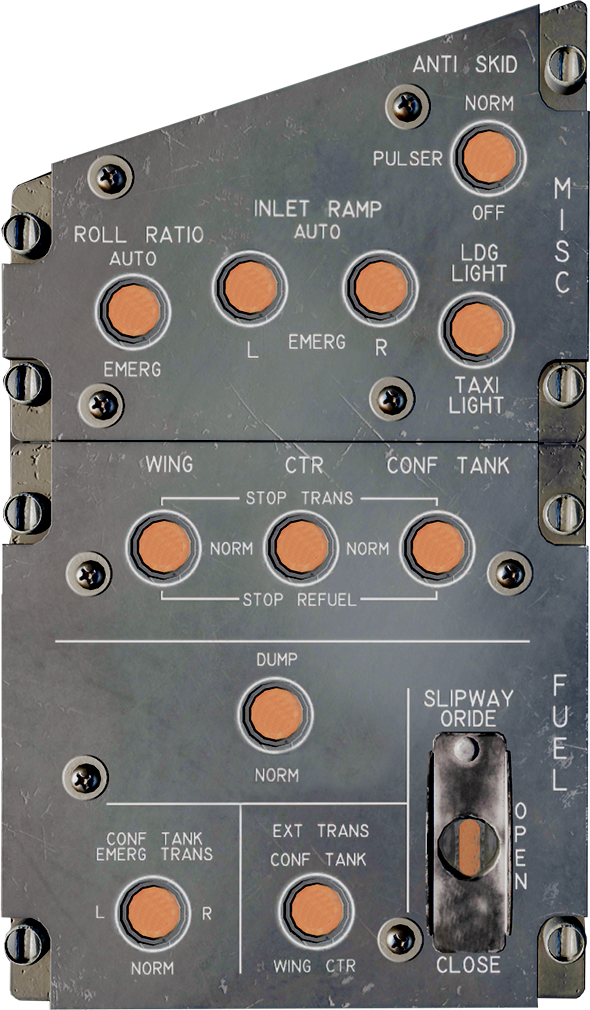 ANTI SKID
NORM
PULSER
OFF
MISC
INLET RAMP
AUTO
ROLL RATIO
AUTO
LDG
LIGHT
L
EMERG
R
EMERG
TAXI
LIGHT
WING CTR CONF TANK
STOP TRANS
NORM NORM
STOP REFUEL
DUMP
NORM
FUEL
SLIPWAY
ORIDE
OPEN
CLOSE
CONF TANK
EMERG TRANS
L R
NORM
EXT TRANS
CONF TANK
WING CTR